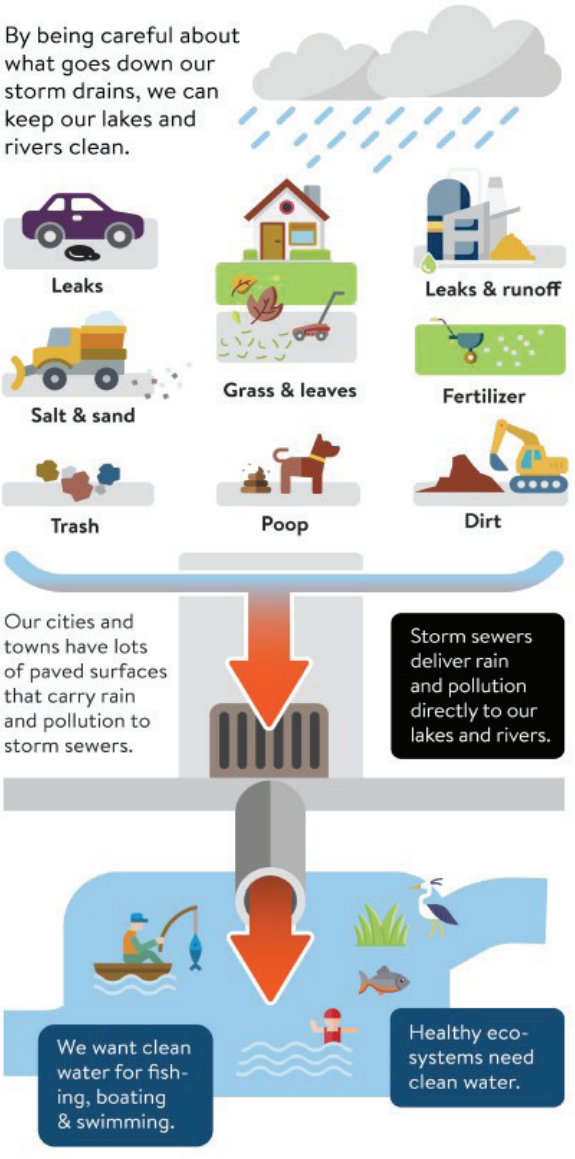 By being careful about
what goes down our
storm drains, we can
keep our lakes and
rivers clean.
Leaks
Grass & leaves
Leaks & runoff
Salt & sand
Fertilizer
Trash
Poop
Dirt
Our cities and
towns have lots
of paved surfaces
that carry rain
and pollution to
storm sewers.
Storm sewers
deliver rain
and pollution
directly to our
lakes and rivers.
We want clean
water for fish-
ing, boating
& swimming.
Healthy eco-
systems need
clean water.